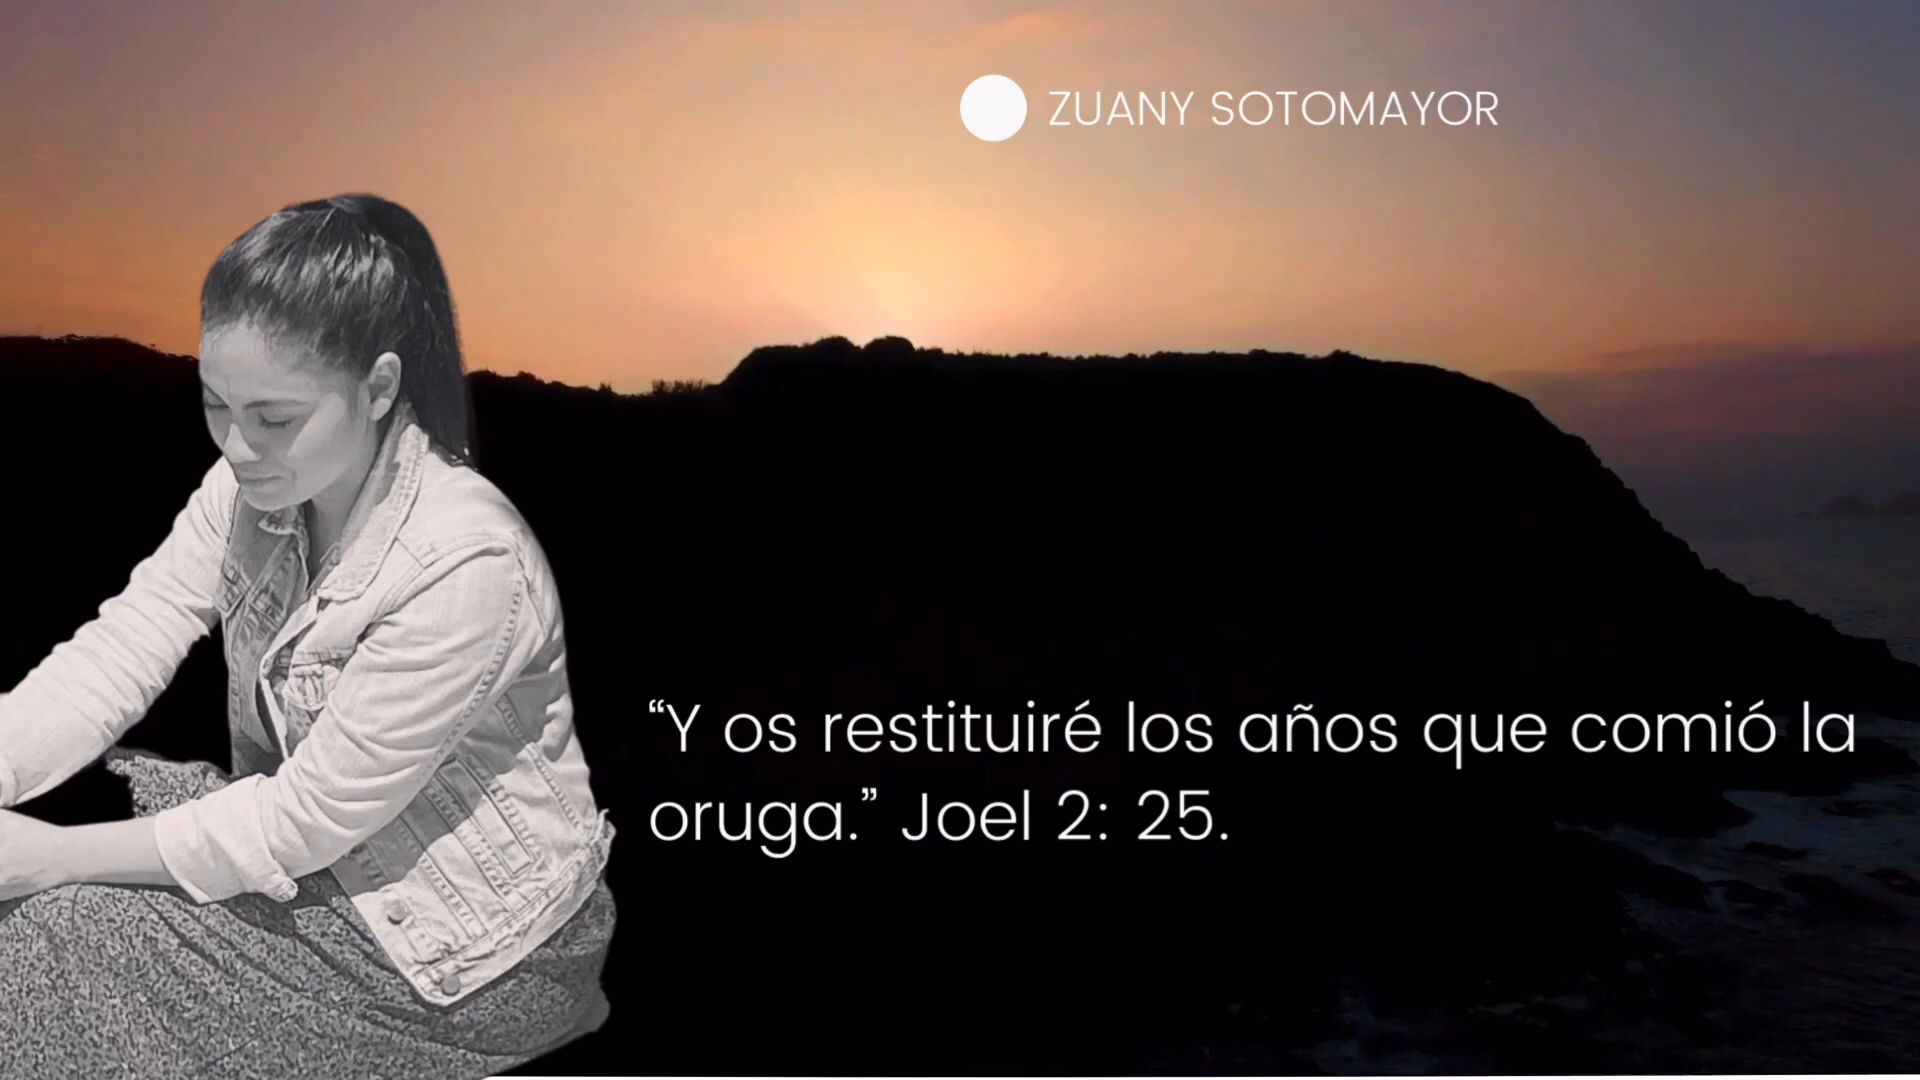 ZUANY SOTOMAYOR
“Y os restituiré los años que comió la
oruga.” Joel 2: 25.